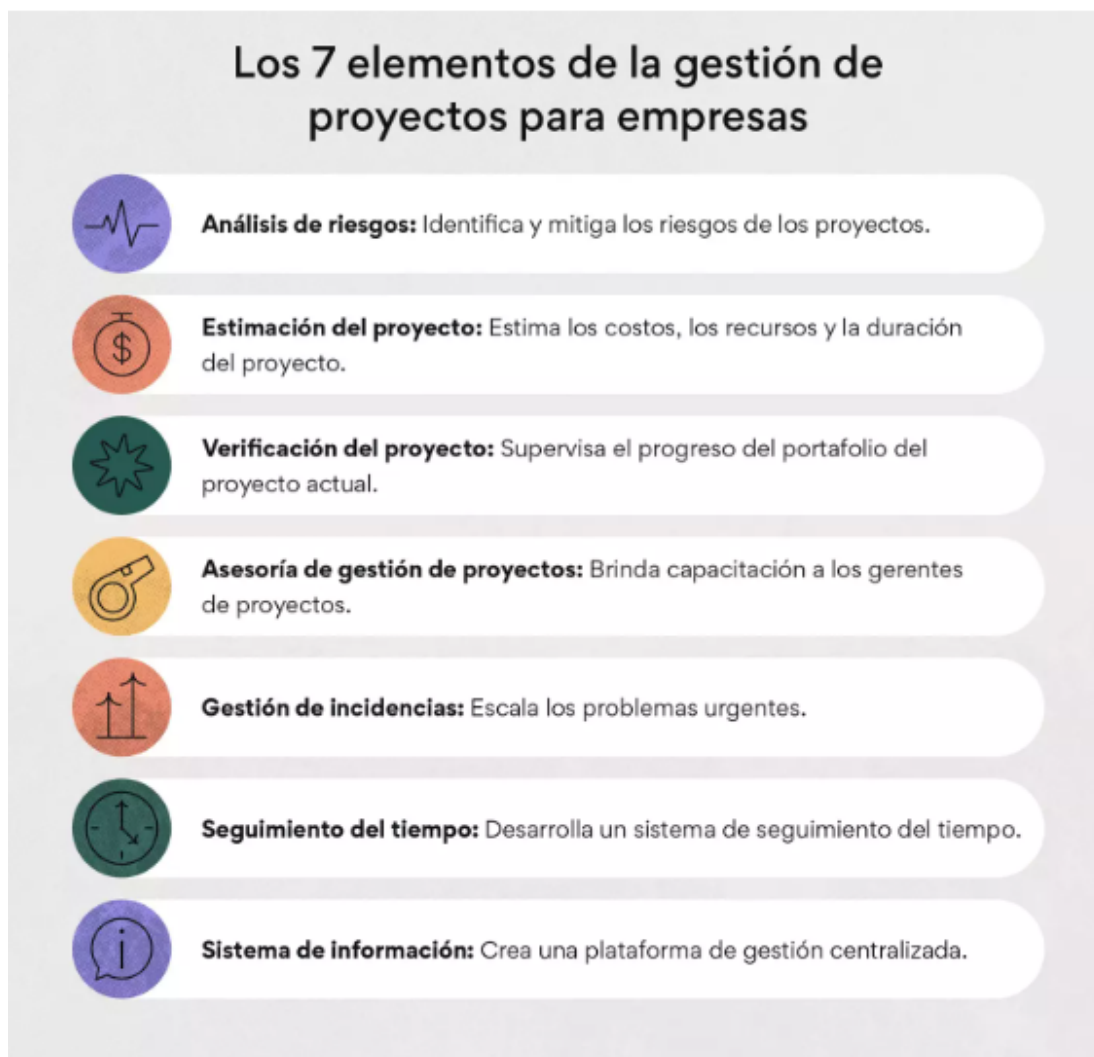 Los 7 elementos de la gestión de
proyectos para empresas
Análisis de riesgos: Identifica y mitiga los riesgos de los proyectos.
$
Estimación del proyecto: Estima los costos, los recursos y la duración
del proyecto.
Verificación del proyecto: Supervisa el progreso del portafolio del
proyecto actual.
Asesoría de gestión de proyectos: Brinda capacitación a los gerentes
de proyectos.
Gestión de incidencias: Escala los problemas urgentes.
Seguimiento del tiempo: Desarrolla un sistema de seguimiento del tiempo.
i
Sistema de información: Crea una plataforma de gestión centralizada.